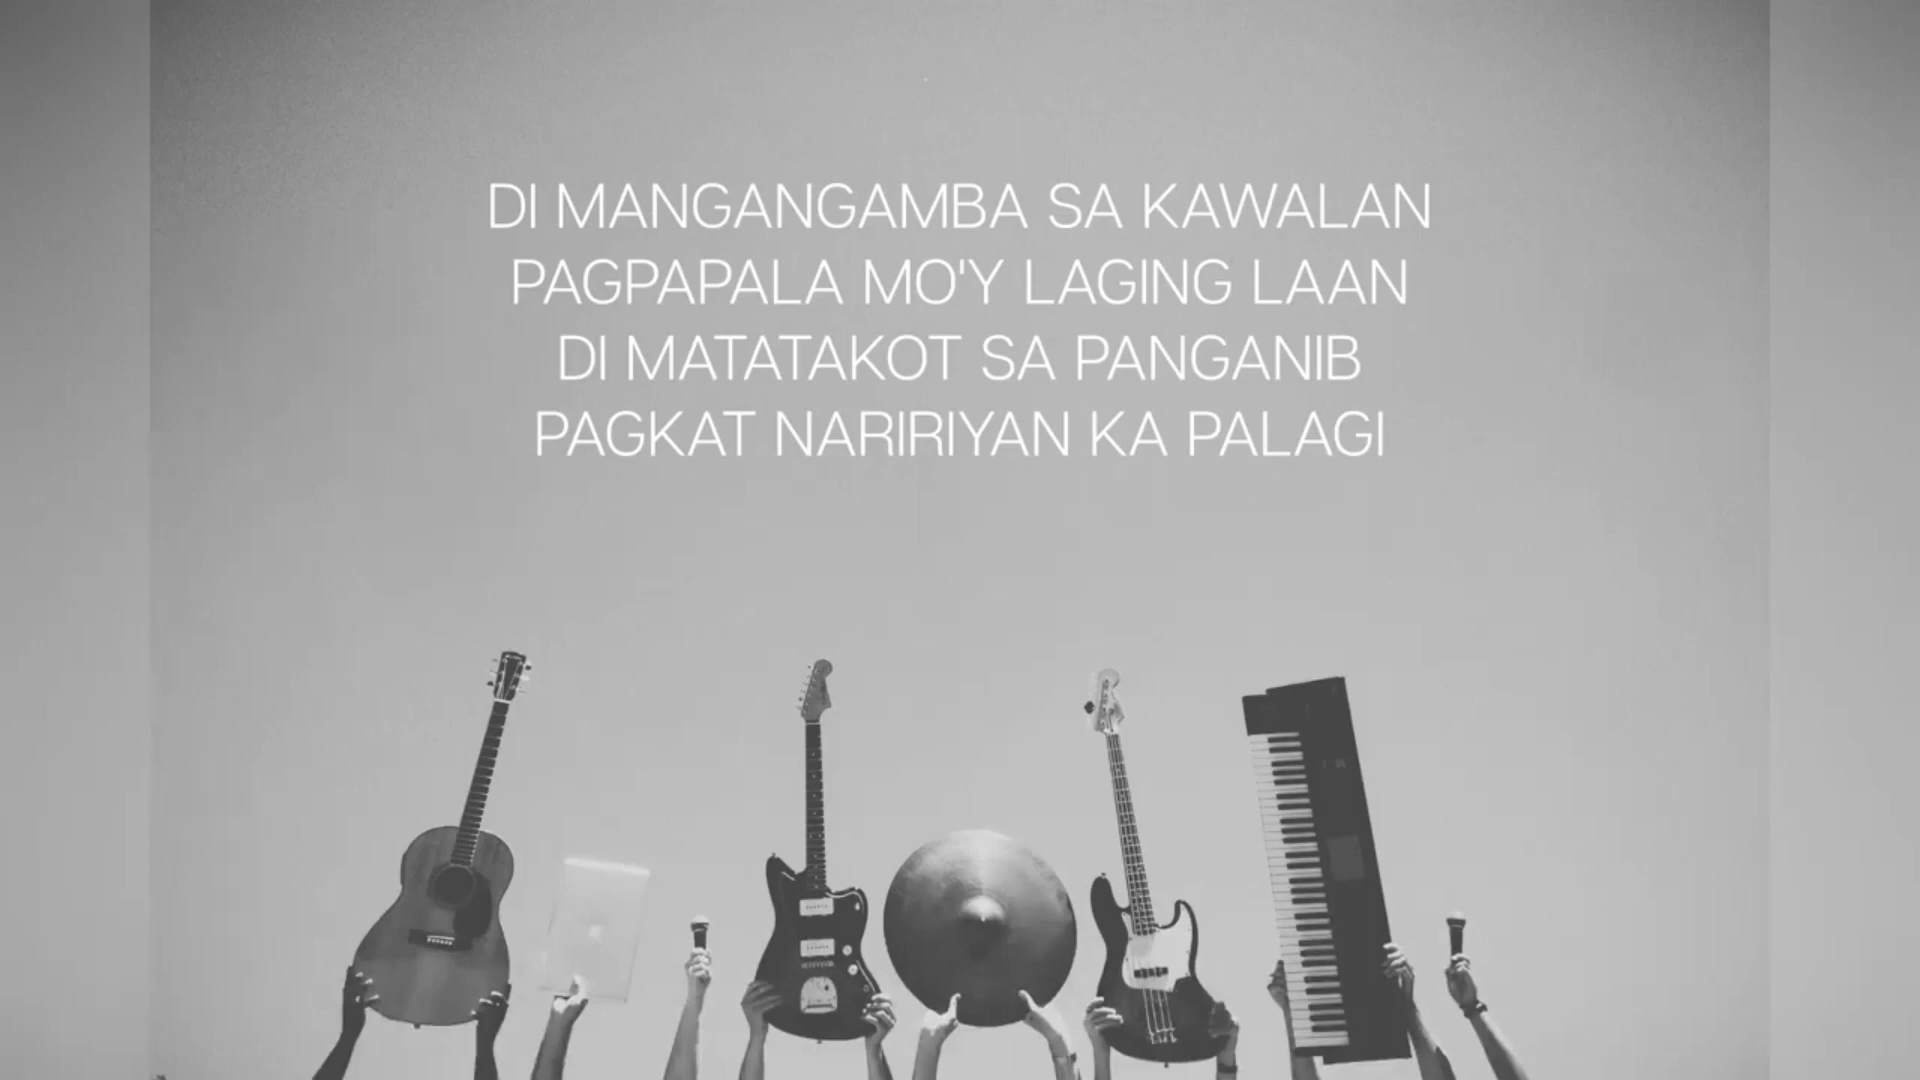 DI MANGANGAMBA SA KAWALAN
PAGPAPALA MO'Y LAGING LAAN
DI MATATAKOT SA PANGANIB
PAGKAT NARIRIYAN KA PALAGI